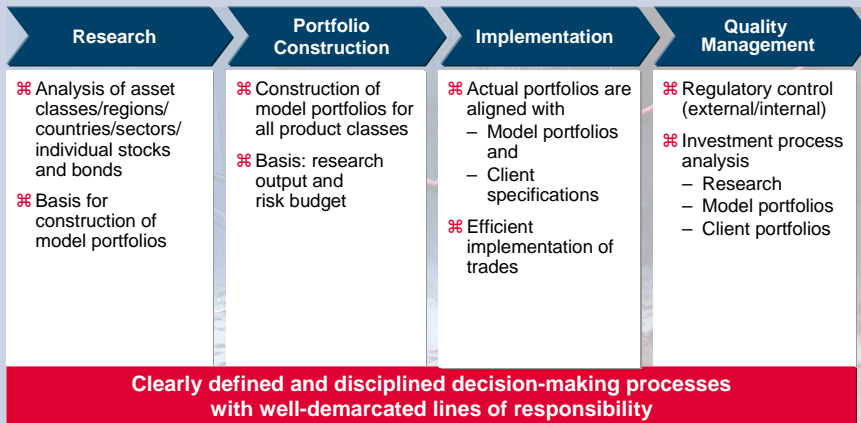 Research
⌘ Analysis of asset
classes/regions/
countries/sectors/
individual stocks
and bonds
⌘ Basis for
construction of
model portfolios
Portfolio
Construction
⌘ Construction of
model portfolios for
all product classes
⌘ Basis: research
output and
risk budget
Implementation
⌘ Actual portfolios are
aligned with
– Model portfolios
and
– Client
specifications
⌘ Efficient
implementation of
trades
Quality
Management
⌘ Regulatory control
(external/internal)
⌘ Investment process
analysis
– Research
– Model portfolios
– Client portfolios
Clearly defined and disciplined decision-making processes
with well-demarcated lines of responsibility